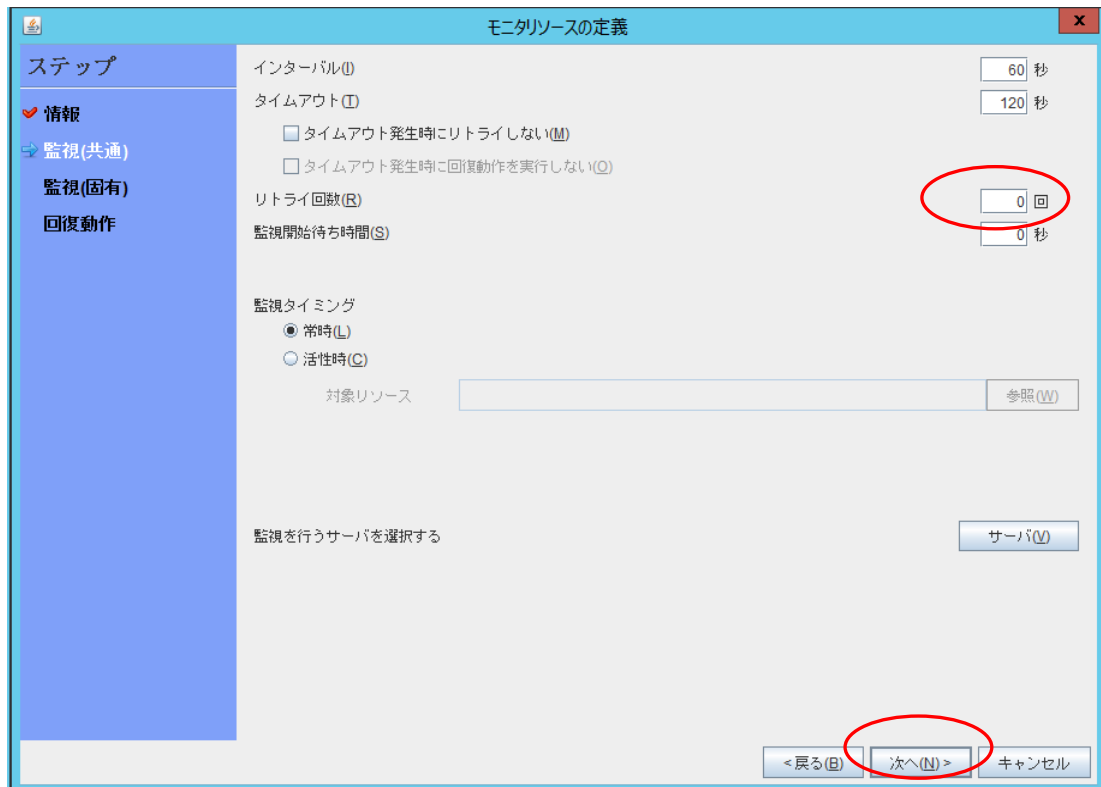 モニタリソースの定義
x
ステップ
情報
監視(共通)
監視(固有)
回復動作
インターバル(I) 60 秒
タイムアウト(T) 120 秒
タイムアウト発生時にリトライしない(M)
タイムアウト発生時に回復動作を実行しない(O)
リトライ回数(R) 0 回
監視開始待ち時間(S) 0 秒
監視タイミング
常時(L)
活性時(C)
対象リソース 参照(W)
監視を行うサーバを選択する サーバ(V)
<戻る(B) 次へ(N)> キャンセル